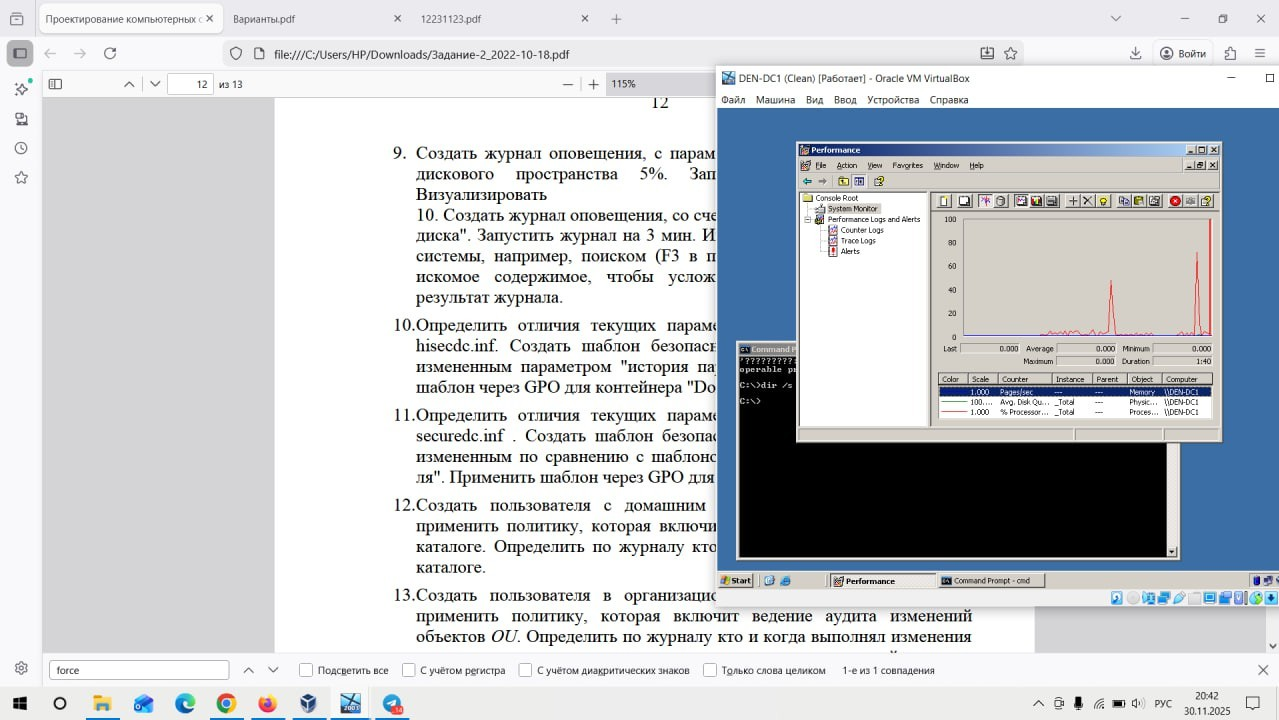 Проектирование компьютерных с
Варианты.pdf
12231123.pdf
file:///C:/Users/HP/Downloads/Задание-2_2022-10-18.pdf
Войти
12 из 13
115%
12
9. Создать журнал оповещения, с парам
дискового пространства 5%. Зап
Визуализировать
10. Создать журнал оповещения, со сче
диска". Запустить журнал на 3 мин. И
системы, например, поиском (F3 в п
искомое содержимое, чтобы услож
результат журнала.
10.Определить отличия текущих параме
hisecdc.inf. Создать шаблон безопасн
измененным параметром "история пар
шаблон через GPO для контейнера "Do
11.Определить отличия текущих параме
securedc.inf . Создать шаблон безопас
измененным по сравнению с шаблоно
ля". Применить шаблон через GPO для
12.Создать пользователя с домашним
применить политику, которая включи
каталоге. Определить по журналу кто
каталоге.
13.Создать пользователя в организацио
применить политику, которая включит ведение аудита изменений
объектов OU. Определить по журналу кто и когда выполнял изменения
DEN-DC1 (Clean) [Работает] - Oracle VM VirtualBox
Файл Машина Вид Ввод Устройства Справка
Performance
File Action View Favorites Window Help
Console Root
System Monitor
Performance Logs and Alerts
Counter Logs
Trace Logs
Alerts
100
80
60
40
20
0
Last 0.000 Average 0.000 Minimum 0.000
Maximum 0.000 Duration 1:40
Color Scale Counter Instance Parent Object Computer
1.000 Pages/sec --- --- Memory \\DEN-DC1
100.... Avg. Disk Qu... _Total --- Physic... \\DEN-DC1
1.000 % Processor... _Total --- Proces... \\DEN-DC1
Command P
'?????????:
operable pr
C:\>dir /s
C:\>
Start Performance Command Prompt - cmd
force
Подсветить все
С учётом регистра
С учётом диакритических знаков
Только слова целиком
1-е из 1 совпадения
РУС
20:42
30.11.2025